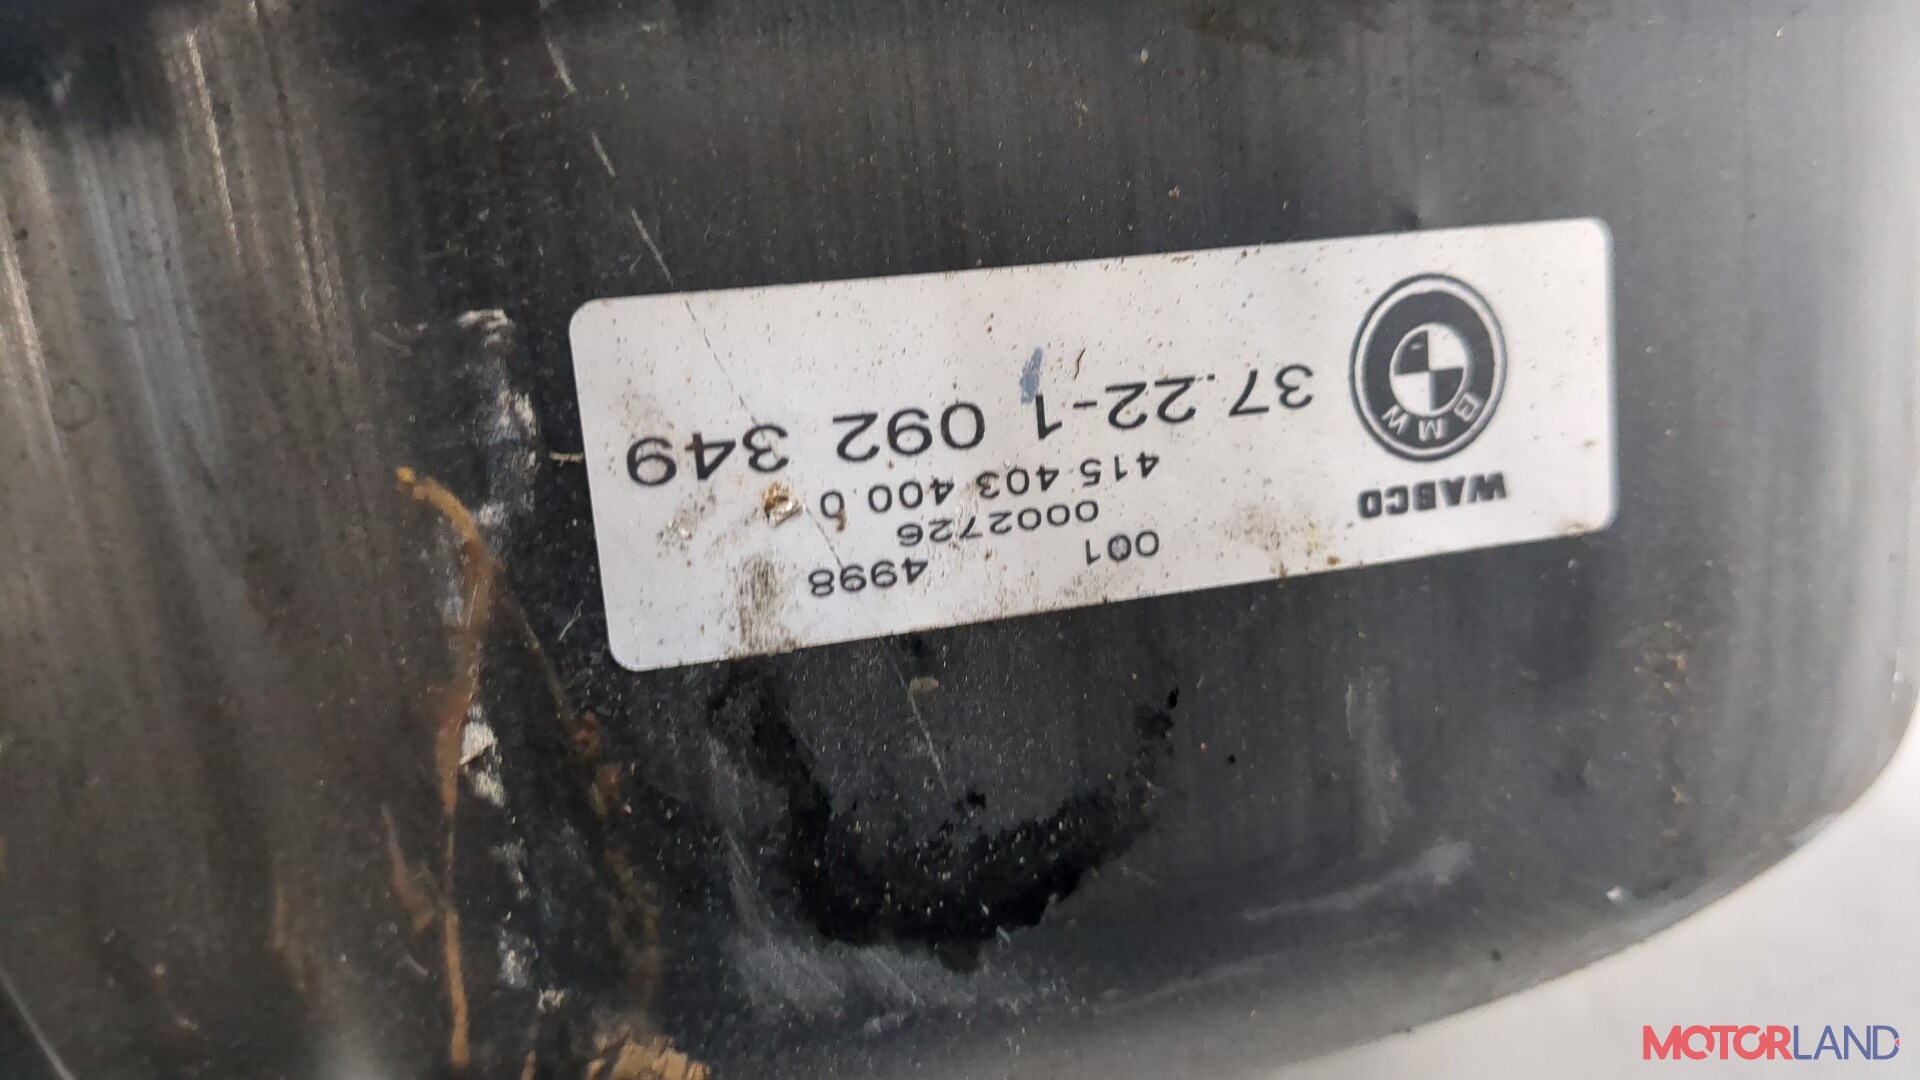 001 4998
0002726
WABCO 415 403 400 0
BMW 37.22-1 092 349
MOTORLAND